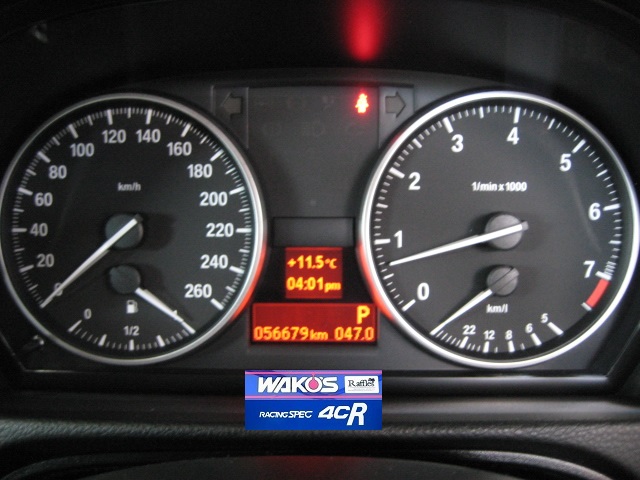 0
20
40
60
80
100
120
140
160
180
200
220
240
260
km/h
0
1/2
+11.5°C
04:01pm
P
056679km 047.0
0
1
2
3
4
5
6
7
1/min x 1000
km/l
22 12 8 6 5
WAKO'S Raffles
RACING SPEC 4CR